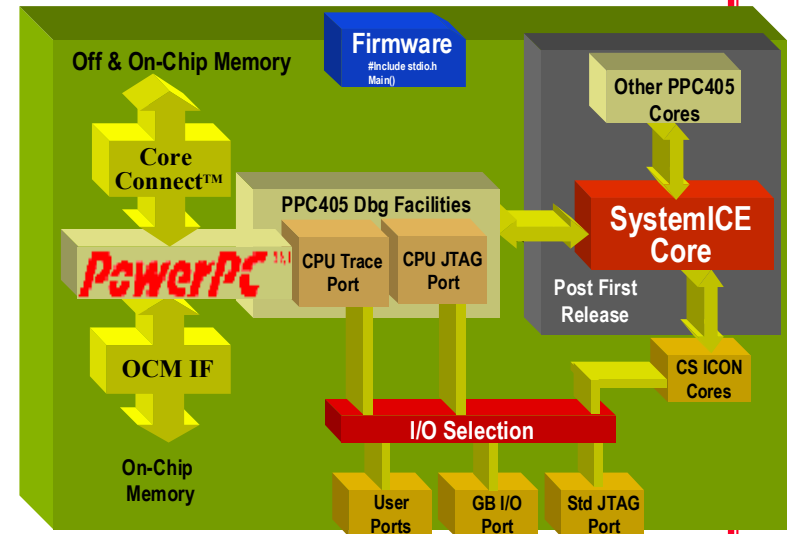 Firmware
#Include stdio.h
Main()
Off & On-Chip Memory
Other PPC405
Cores
Core
Connect™
PPC405 Dbg Facilities
SystemICE
Core
PowerPC
CPU Trace
Port
CPU JTAG
Port
Post First
Release
OCM IF
CS ICON
Cores
I/O Selection
On-Chip
Memory
User
Ports
GB I/O
Port
Std JTAG
Port